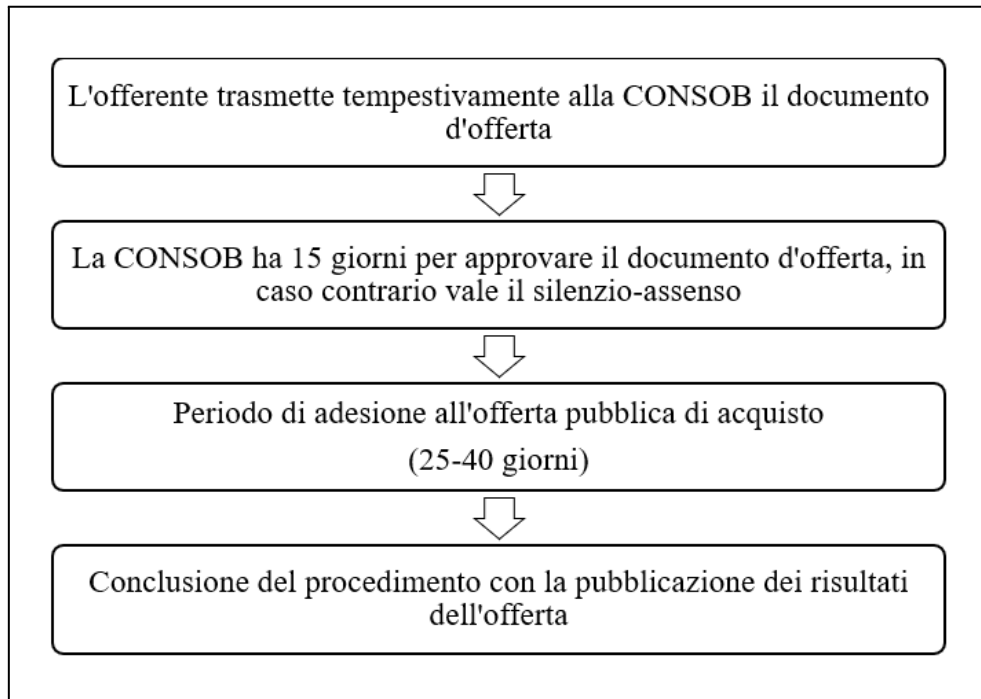 L'offerente trasmette tempestivamente alla CONSOB il documento
d'offerta
La CONSOB ha 15 giorni per approvare il documento d'offerta, in
caso contrario vale il silenzio-assenso
Periodo di adesione all'offerta pubblica di acquisto
(25-40 giorni)
Conclusione del procedimento con la pubblicazione dei risultati
dell'offerta